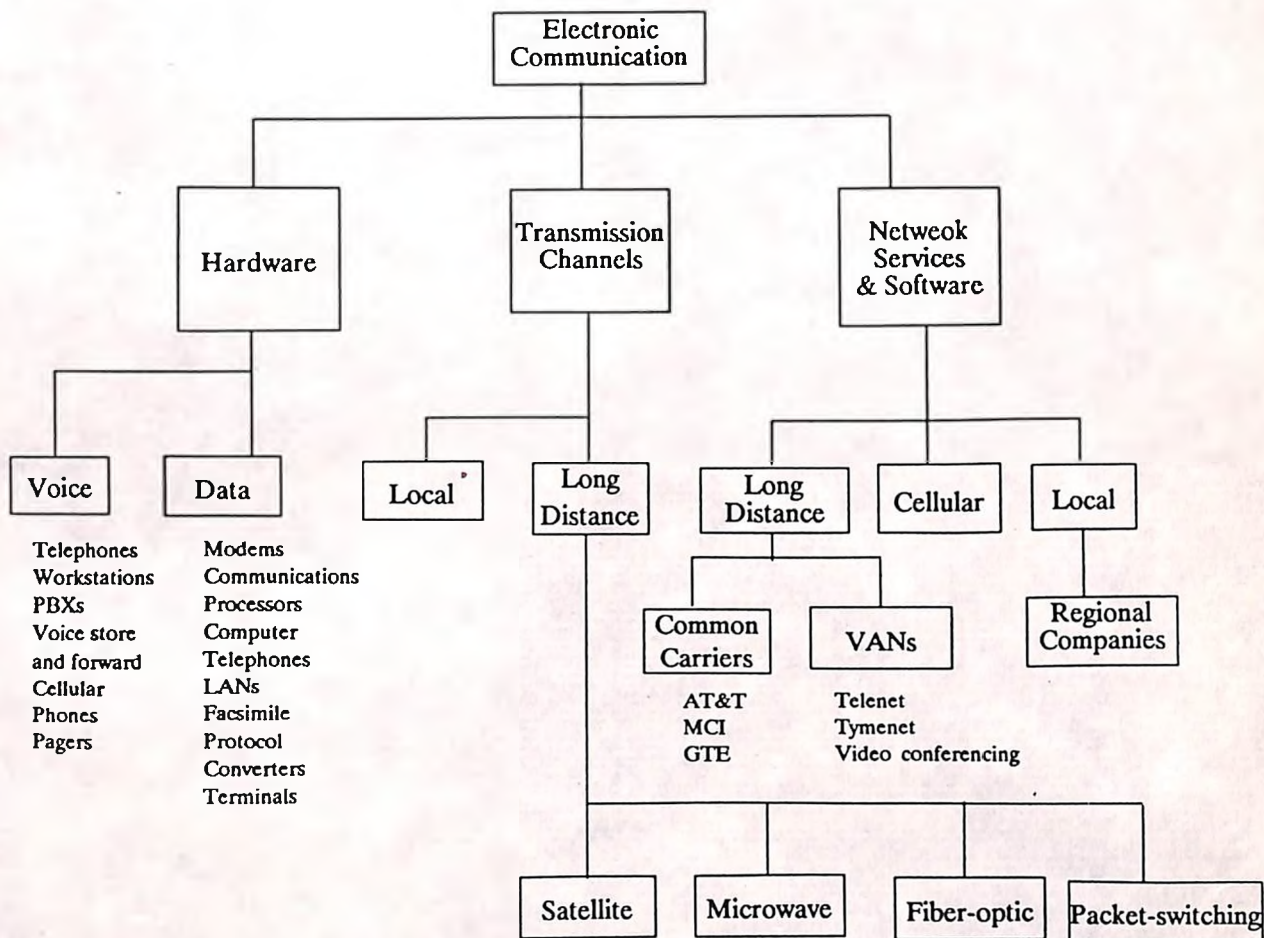 Electronic
Communication
Hardware
Transmission
Channels
Netweok
Services
& Software
Voice
Data
Local
Long
Distance
Long
Distance
Cellular
Local
Telephones
Workstations
PBXs
Voice store
and forward
Cellular
Phones
Pagers
Modems
Communications
Processors
Computer
Telephones
LANs
Facsimile
Protocol
Converters
Terminals
Common
Carriers
VANs
Regional
Companies
AT&T
MCI
GTE
Telenet
Tymenet
Video conferencing
Satellite
Microwave
Fiber-optic
Packet-switching